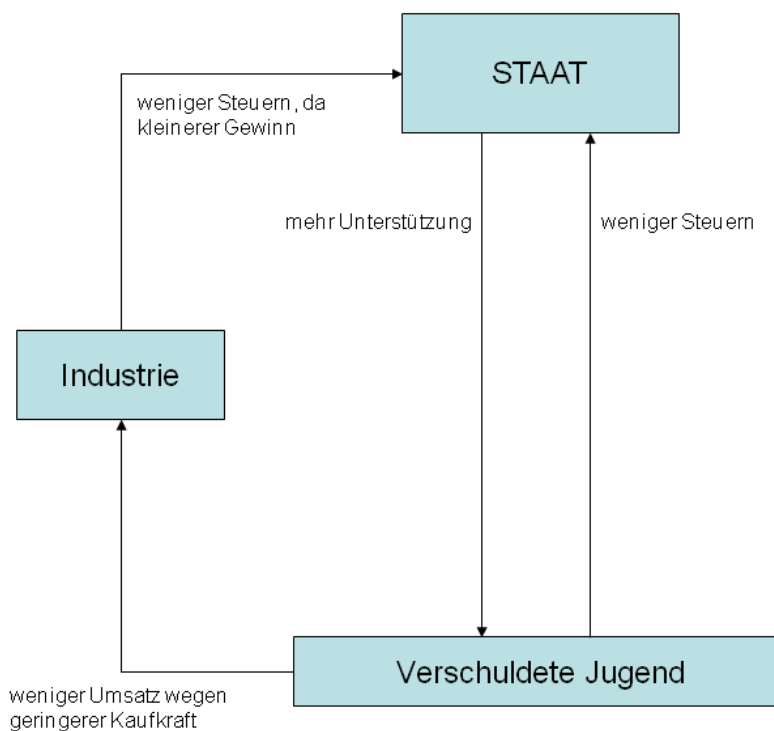 STAAT
weniger Steuern, da
kleinerer Gewinn
mehr Unterstützung
weniger Steuern
Industrie
Verschuldete Jugend
weniger Umsatz wegen
geringerer Kaufkraft